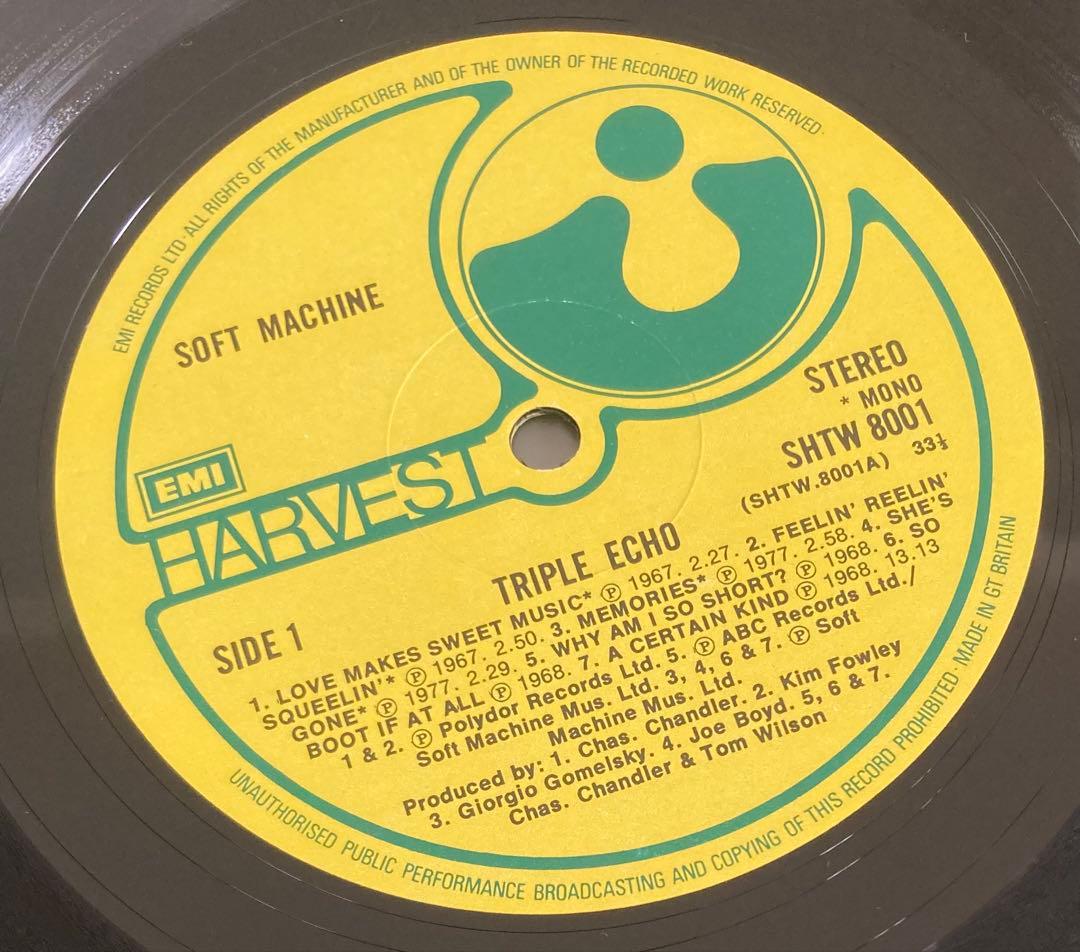 EMI RECORDS LTD · ALL RIGHTS OF THE MANUFACTURER AND OF THE OWNER OF THE RECORDED WORK RESERVED ·
SOFT MACHINE
EMI
HARVEST
STEREO
* MONO
SHTW 8001
(SHTW.8001A) 33⅓
SIDE 1
TRIPLE ECHO
1. LOVE MAKES SWEET MUSIC* ℗ 1967. 2.27. 2. FEELIN' REELIN'
SQUEELIN'* ℗ 1967. 2.50. 3. MEMORIES* ℗ 1977. 2.58. 4. SHE'S
GONE* ℗ 1977. 2.29. 5. WHY AM I SO SHORT? ℗ 1968. 6. SO
BOOT IF AT ALL ℗ 1968. 7. A CERTAIN KIND ℗ 1968. 13.13
1 & 2. ℗ Polydor Records Ltd. 5. ℗ ABC Records Ltd./
Soft Machine Mus. Ltd. 3, 4, 6 & 7. ℗ Soft
Machine Mus. Ltd.
Produced by: 1. Chas. Chandler. 2. Kim Fowley
3. Giorgio Gomelsky. 4. Joe Boyd. 5, 6 & 7.
Chas. Chandler & Tom Wilson
UNAUTHORISED PUBLIC PERFORMANCE BROADCASTING AND COPYING OF THIS RECORD PROHIBITED · MADE IN GT BRITAIN